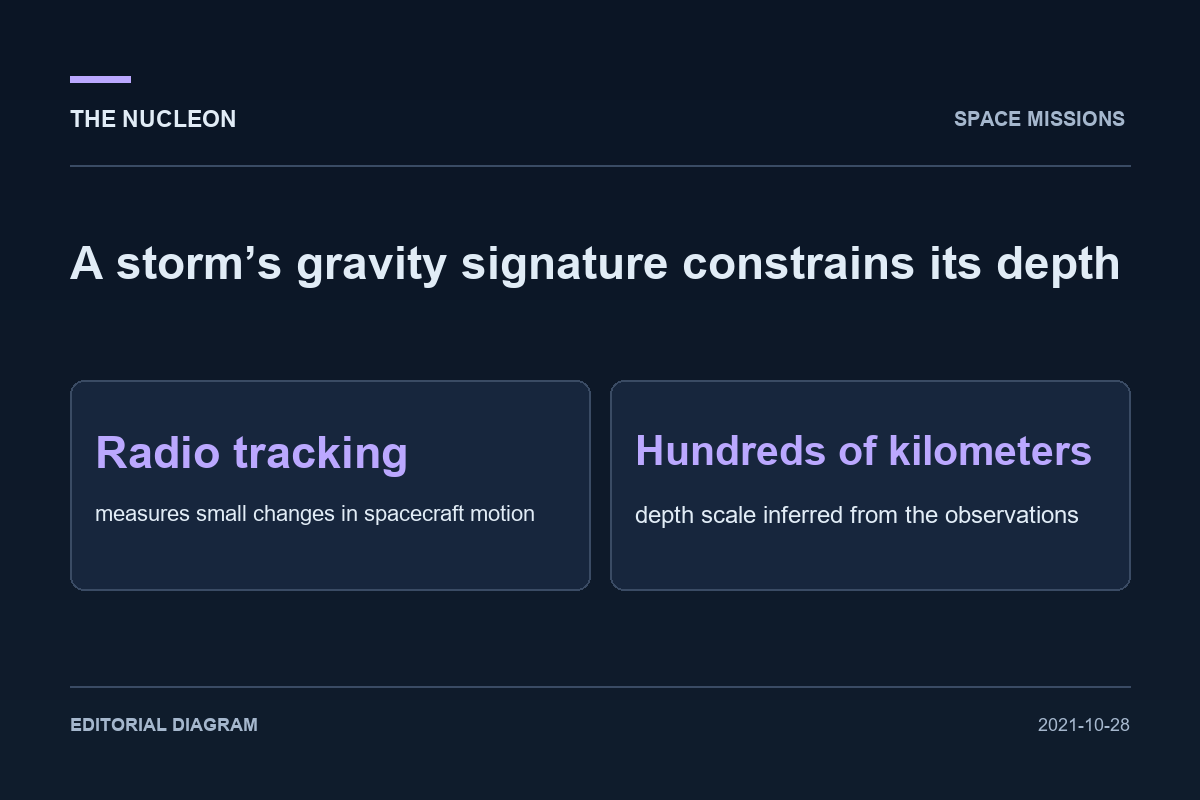 THE NUCLEON
SPACE MISSIONS
A storm’s gravity signature constrains its depth
Radio tracking
measures small changes in spacecraft motion
Hundreds of kilometers
depth scale inferred from the observations
EDITORIAL DIAGRAM
2021-10-28